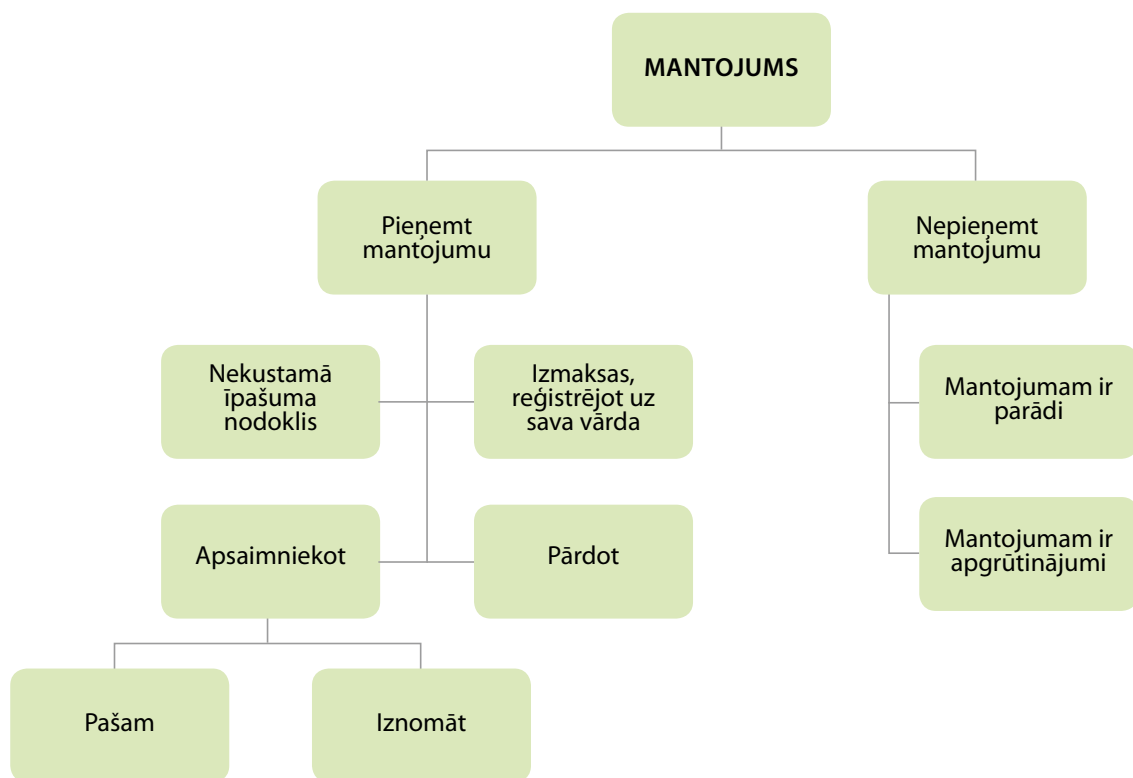 MANTOJUMS
Pieņemt
mantojumu
Nepieņemt
mantojumu
Nekustamā
īpašuma
nodoklis
Izmaksas,
reģistrējot uz
sava vārda
Mantojumam ir
parādi
Apsaimniekot
Pārdot
Mantojumam ir
apgrūtinājumi
Pašam
Iznomāt